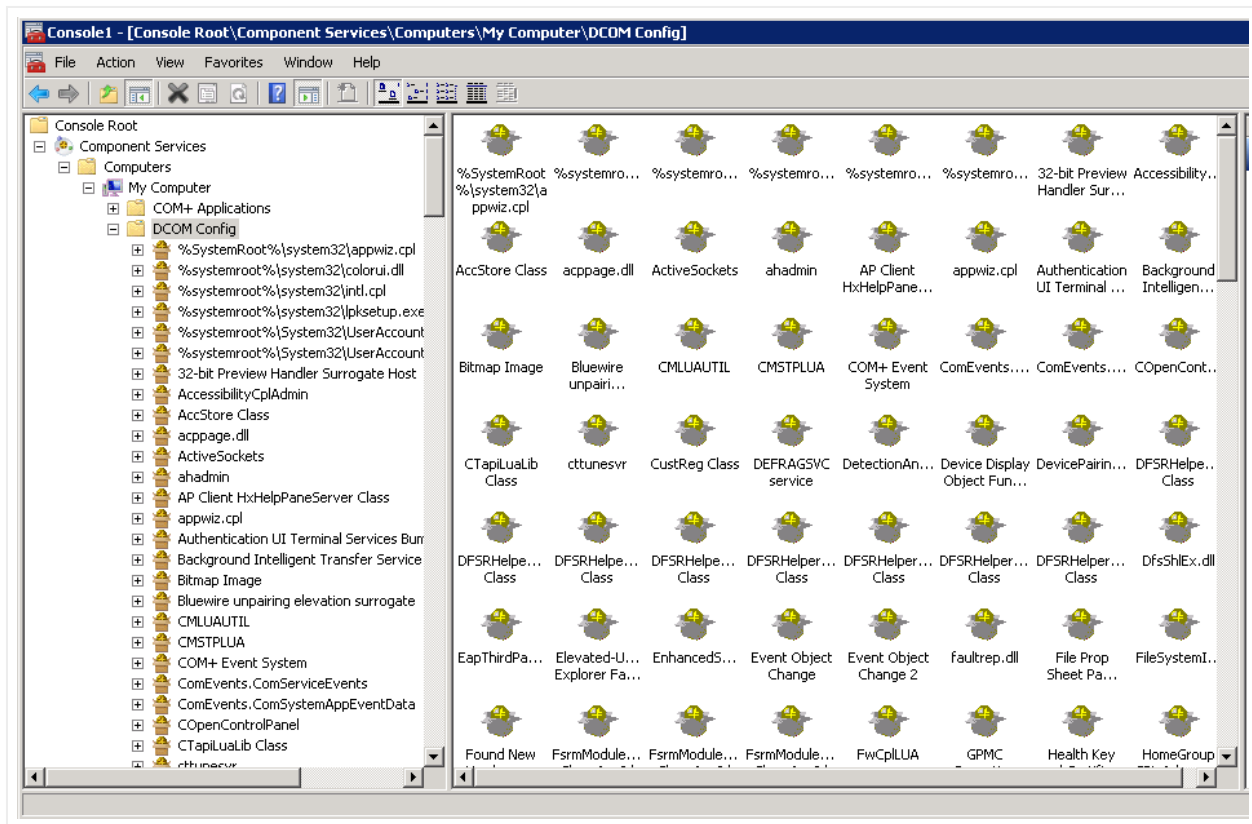 Console1 - [Console Root\Component Services\Computers\My Computer\DCOM Config]
File Action View Favorites Window Help
Console Root
Component Services
Computers
My Computer
COM+ Applications
DCOM Config
%SystemRoot%\system32\appwiz.cpl
%systemroot%\system32\colorui.dll
%systemroot%\system32\intl.cpl
%systemroot%\system32\lpksetup.exe
%systemroot%\System32\UserAccount
%systemroot%\System32\UserAccount
32-bit Preview Handler Surrogate Host
AccessibilityCplAdmin
AccStore Class
acppage.dll
ActiveSockets
ahadmin
AP Client HxHelpPaneServer Class
appwiz.cpl
Authentication UI Terminal Services Bum
Background Intelligent Transfer Service
Bitmap Image
Bluewire unpairing elevation surrogate
CMLUAUTIL
CMSTPLUA
COM+ Event System
ComEvents.ComServiceEvents
ComEvents.ComSystemAppEventData
COpenControlPanel
CTapiLuaLib Class
cttunesvr
%SystemRoot %systemro... %systemro... %systemro... %systemro... %systemro... 32-bit Preview Accessibility...
%\system32\a Handler Sur...
ppwiz.cpl
AccStore Class acppage.dll ActiveSockets ahadmin AP Client appwiz.cpl Authentication Background
HxHelpPane... UI Terminal ... Intelligen...
Bitmap Image Bluewire CMLUAUTIL CMSTPLUA COM+ Event ComEvents.... ComEvents.... COpenCont...
unpairi... System
CTapiLuaLib cttunesvr CustReg Class DEFRAGSVC DetectionAn... Device Display DevicePairin... DFSRHelpe...
Class service Object Fun... Class
DFSRHelpe... DFSRHelpe... DFSRHelpe... DFSRHelper... DFSRHelper... DFSRHelper... DFSRHelper... DfsShlEx.dll
Class Class Class Class Class Class Class
EapThirdPa... Elevated-U... EnhancedS... Event Object Event Object faultrep.dll File Prop FileSystemI...
Explorer Fa... Change Change 2 Sheet Pa...
Found New FsrmModule... FsrmModule... FsrmModule... FwCplLUA GPMC Health Key HomeGroup